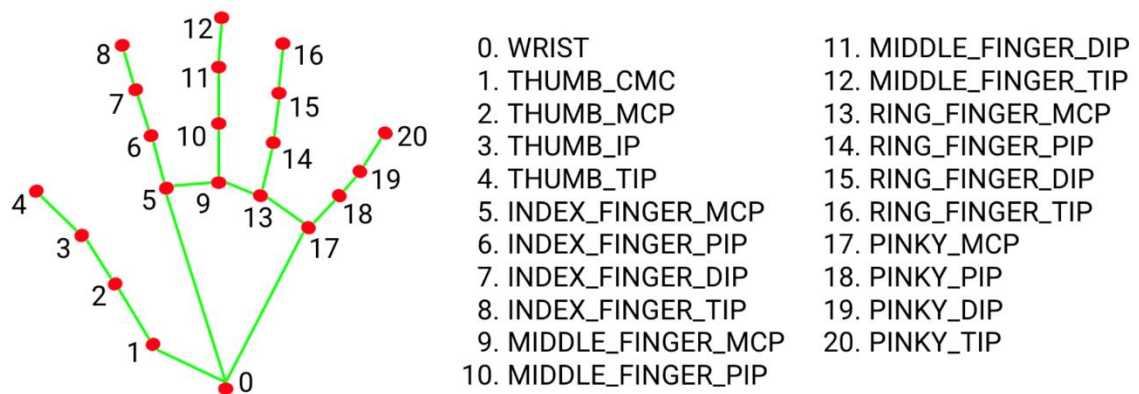 12
8
16
11
7
15
10
20
6
14
19
4
5
9
13
18
3
17
2
1
0
0. WRIST
1. THUMB_CMC
2. THUMB_MCP
3. THUMB_IP
4. THUMB_TIP
5. INDEX_FINGER_MCP
6. INDEX_FINGER_PIP
7. INDEX_FINGER_DIP
8. INDEX_FINGER_TIP
9. MIDDLE_FINGER_MCP
10. MIDDLE_FINGER_PIP
11. MIDDLE_FINGER_DIP
12. MIDDLE_FINGER_TIP
13. RING_FINGER_MCP
14. RING_FINGER_PIP
15. RING_FINGER_DIP
16. RING_FINGER_TIP
17. PINKY_MCP
18. PINKY_PIP
19. PINKY_DIP
20. PINKY_TIP